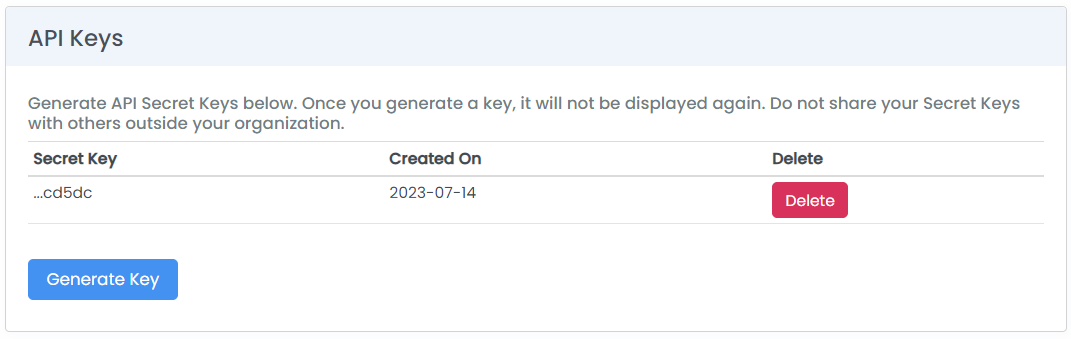 API Keys
Generate API Secret Keys below. Once you generate a key, it will not be displayed again. Do not share your Secret Keys
with others outside your organization.
Secret Key Created On Delete
...cd5dc 2023-07-14 Delete
Generate Key